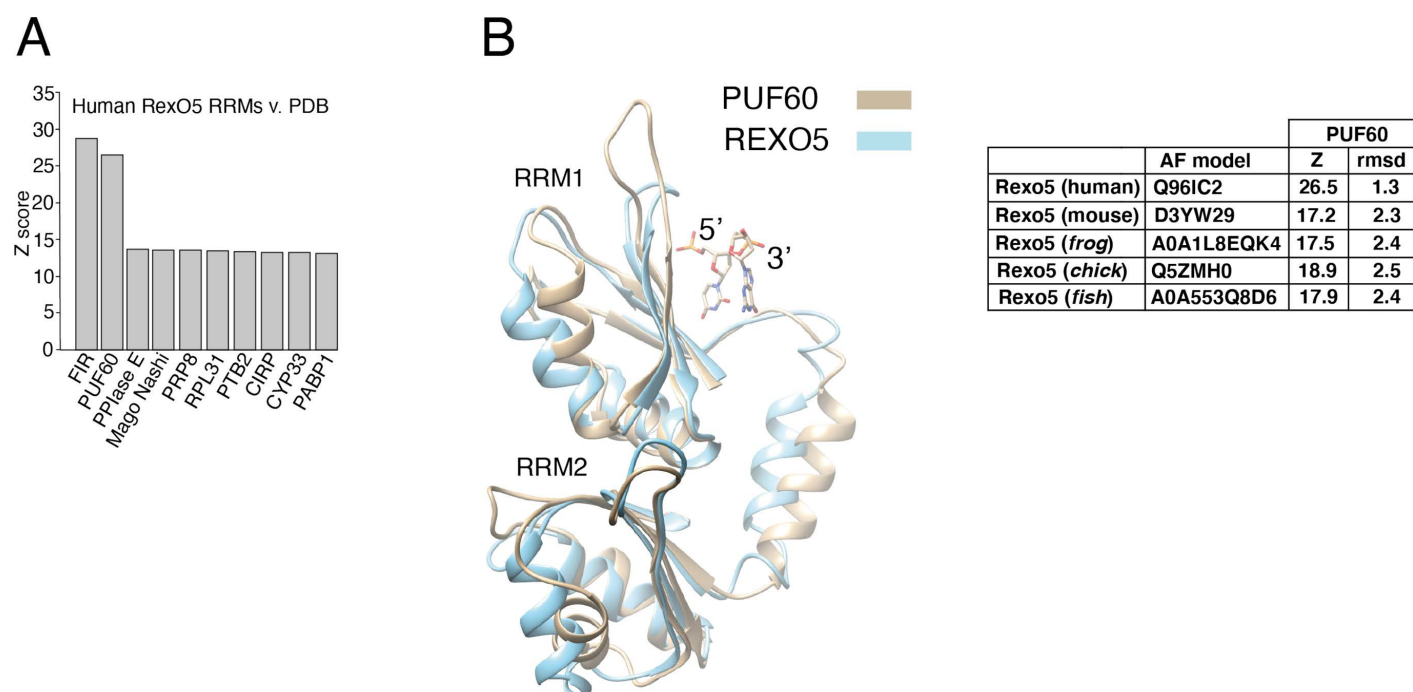 A
Human RexO5 RRMs v. PDB
Z score
35
30
25
20
15
10
5
0
FIR
PUF60
PPIase E
Mago Nashi
PRP8
RPL31
PTB2
CIRP
CYP33
PABP1
B
PUF60
REXO5
RRM1
5’
3’
RRM2
PUF60
AF model Z rmsd
Rexo5 (human) Q96IC2 26.5 1.3
Rexo5 (mouse) D3YW29 17.2 2.3
Rexo5 (frog) A0A1L8EQK4 17.5 2.4
Rexo5 (chick) Q5ZMH0 18.9 2.5
Rexo5 (fish) A0A553Q8D6 17.9 2.4